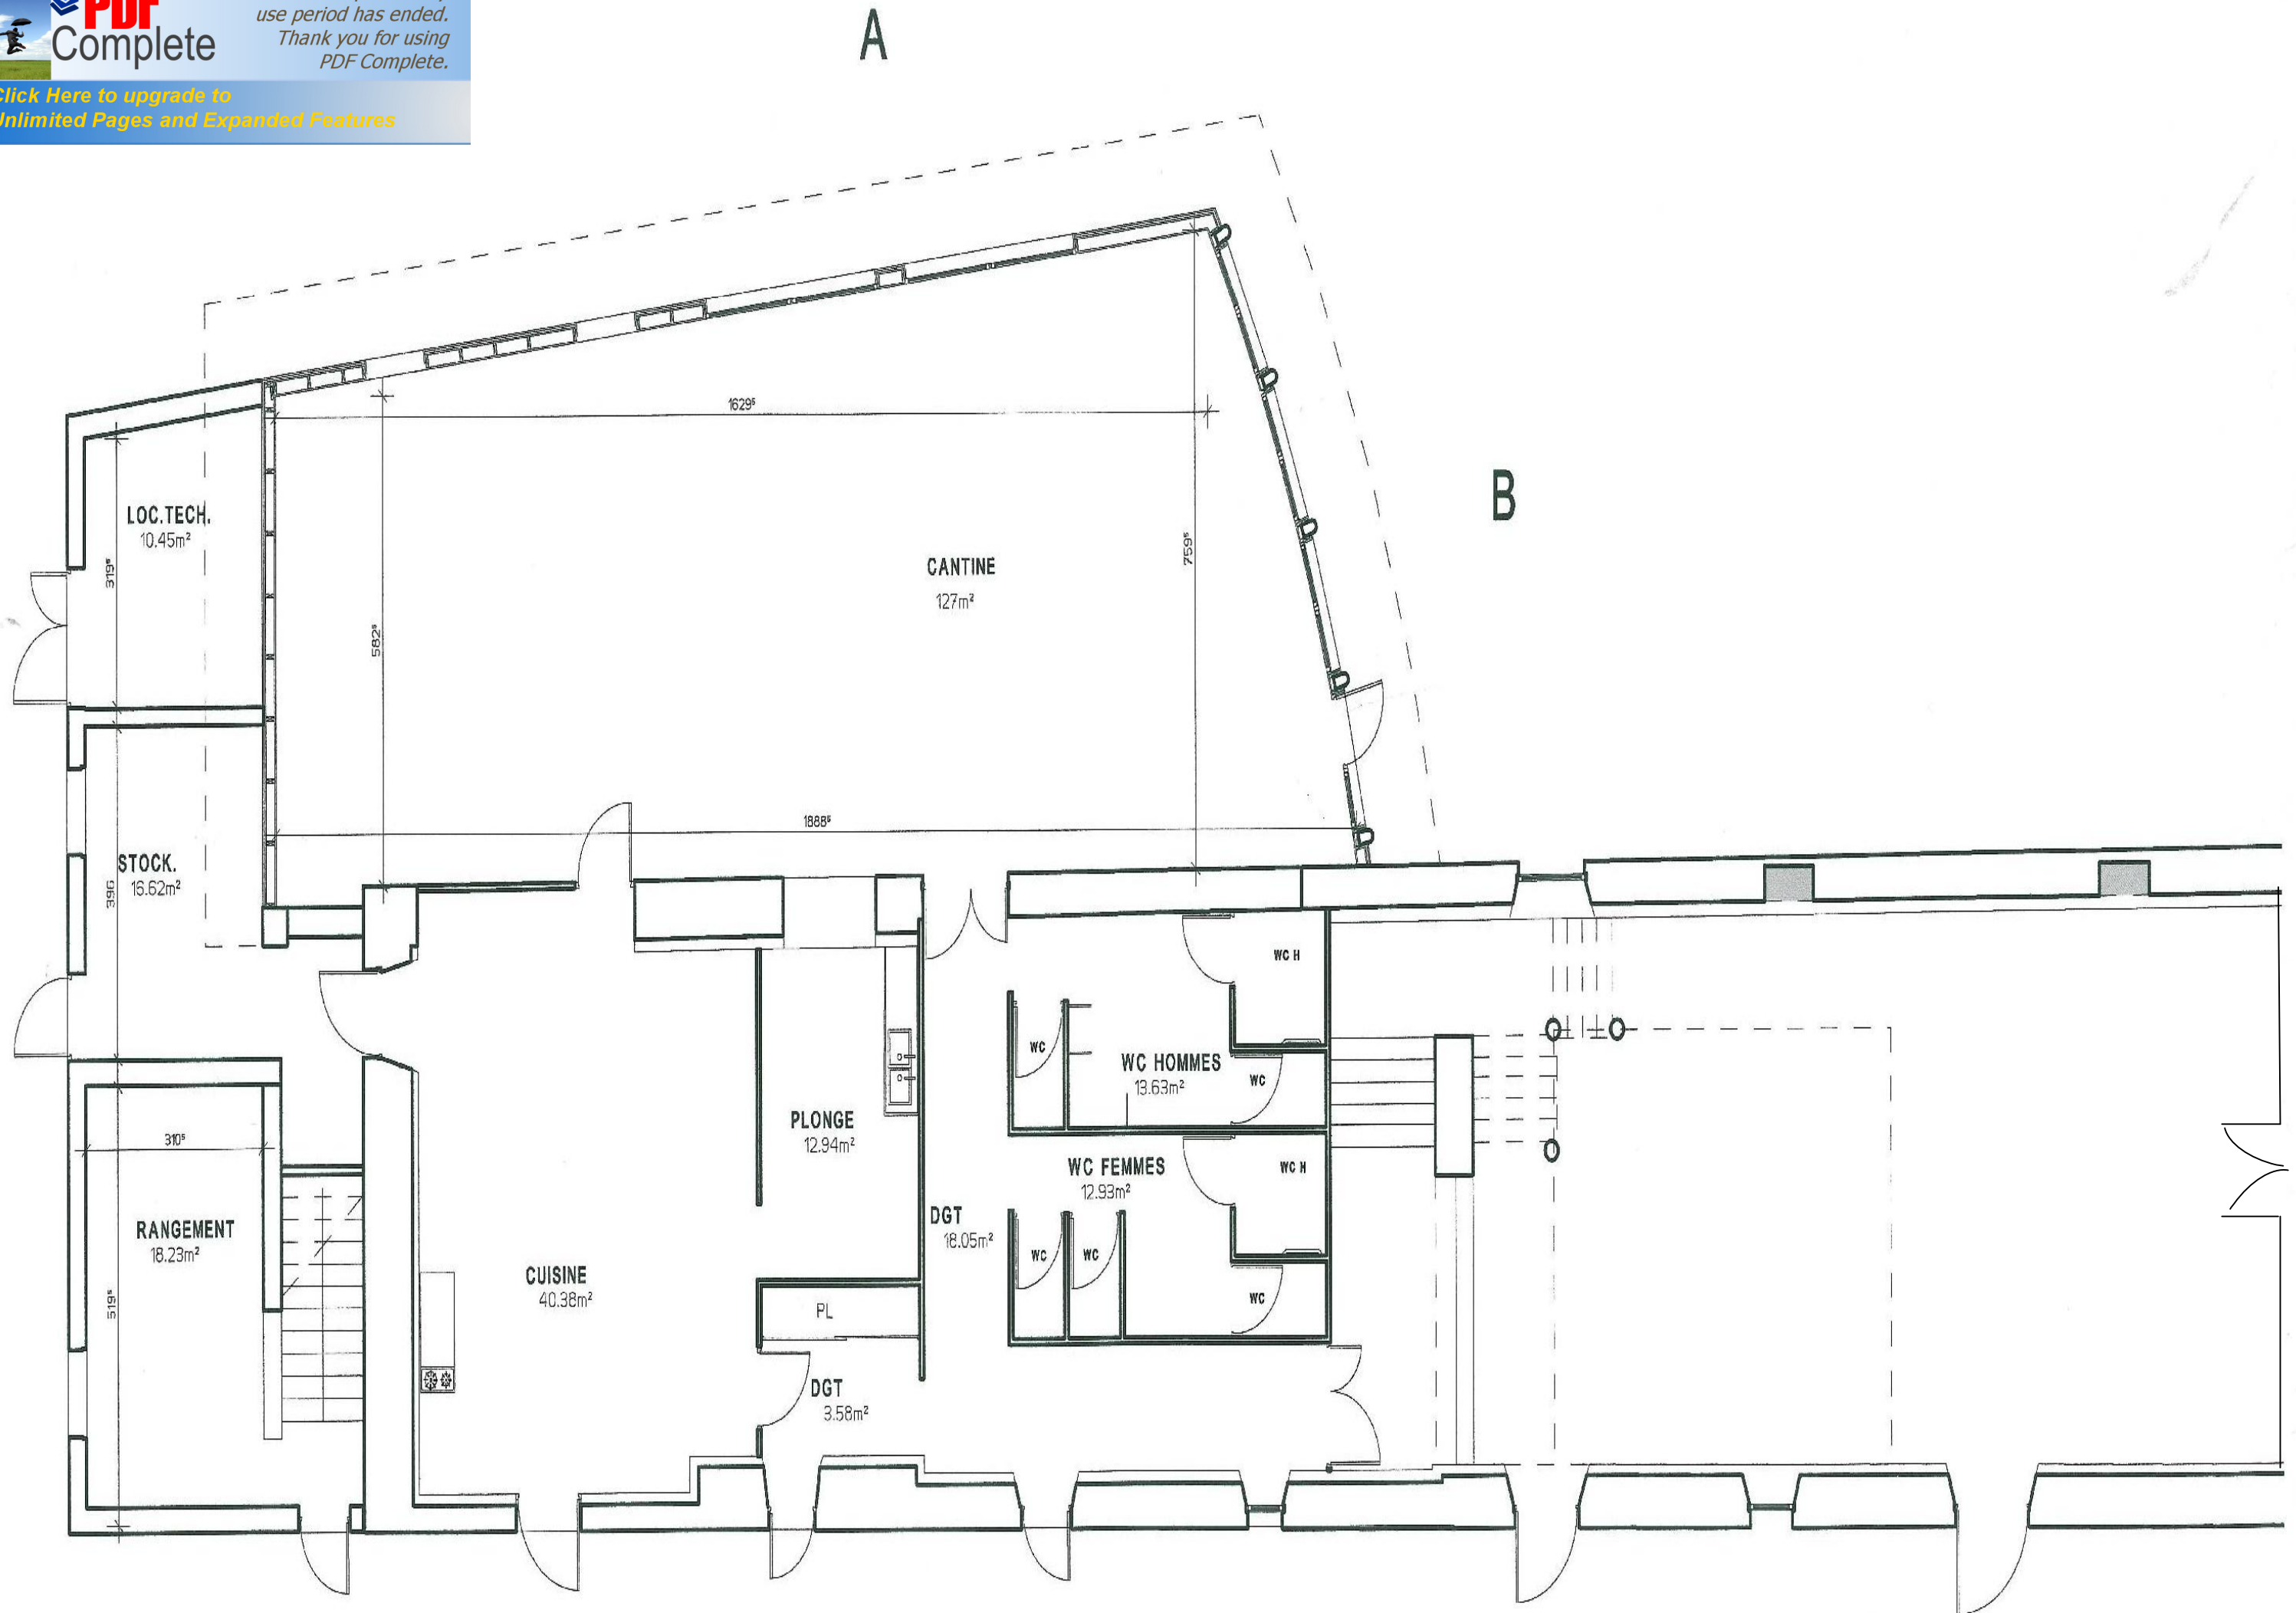 PDF
Complete
use period has ended.
Thank you for using
PDF Complete.
Click Here to upgrade to
Unlimited Pages and Expanded Features
A
B
1629⁵
LOC.TECH.
10.45m²
319⁵
582⁵
759⁵
CANTINE
127m²
1888⁵
STOCK.
16.62m²
396
WC H
WC
WC HOMMES
13.63m²
WC
PLONGE
12.94m²
310⁵
WC FEMMES
12.93m²
WC H
RANGEMENT
18.23m²
DGT
18.05m²
WC
WC
CUISINE
40.38m²
519⁵
PL
WC
DGT
3.58m²